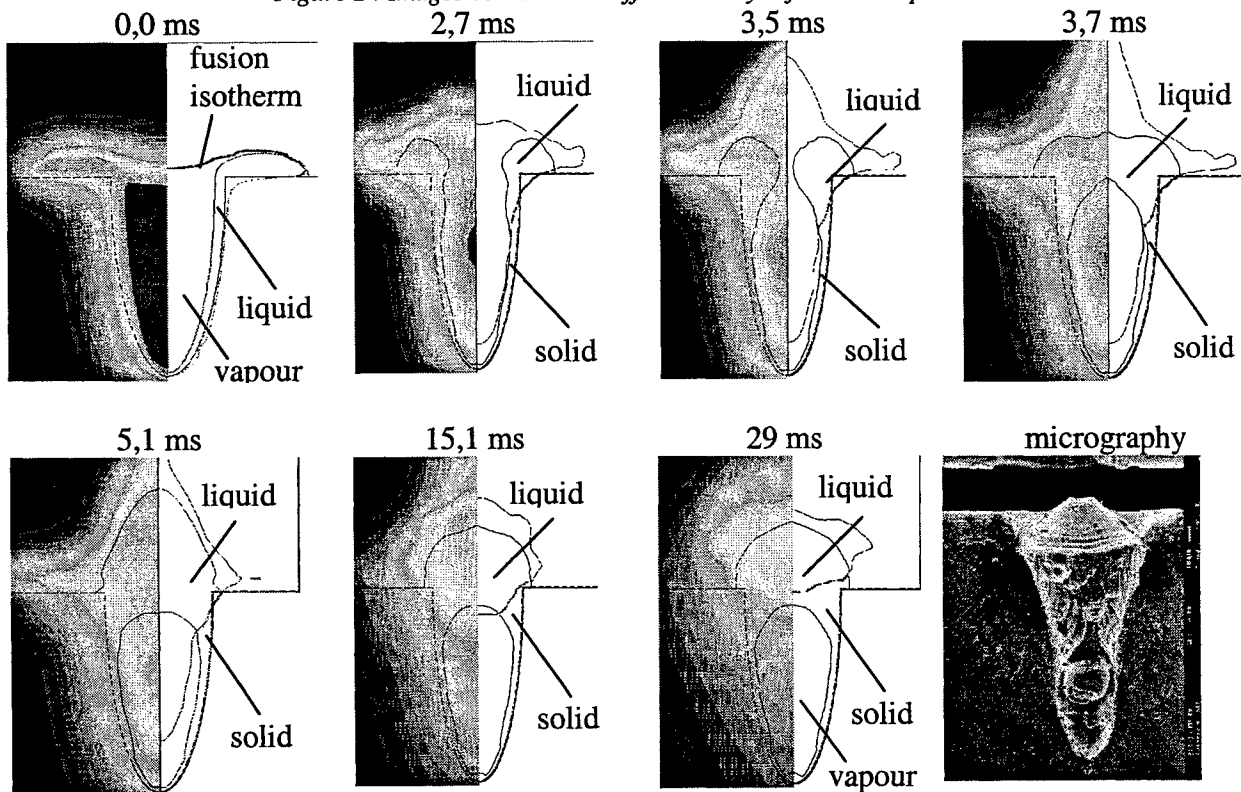 0,0 ms
2,7 ms
3,5 ms
3,7 ms
fusion
isotherm
liquid
vapour
liquid
solid
liquid
solid
liquid
solid
5,1 ms
15,1 ms
29 ms
micrography
liquid
solid
liquid
solid
liquid
solid
vapour